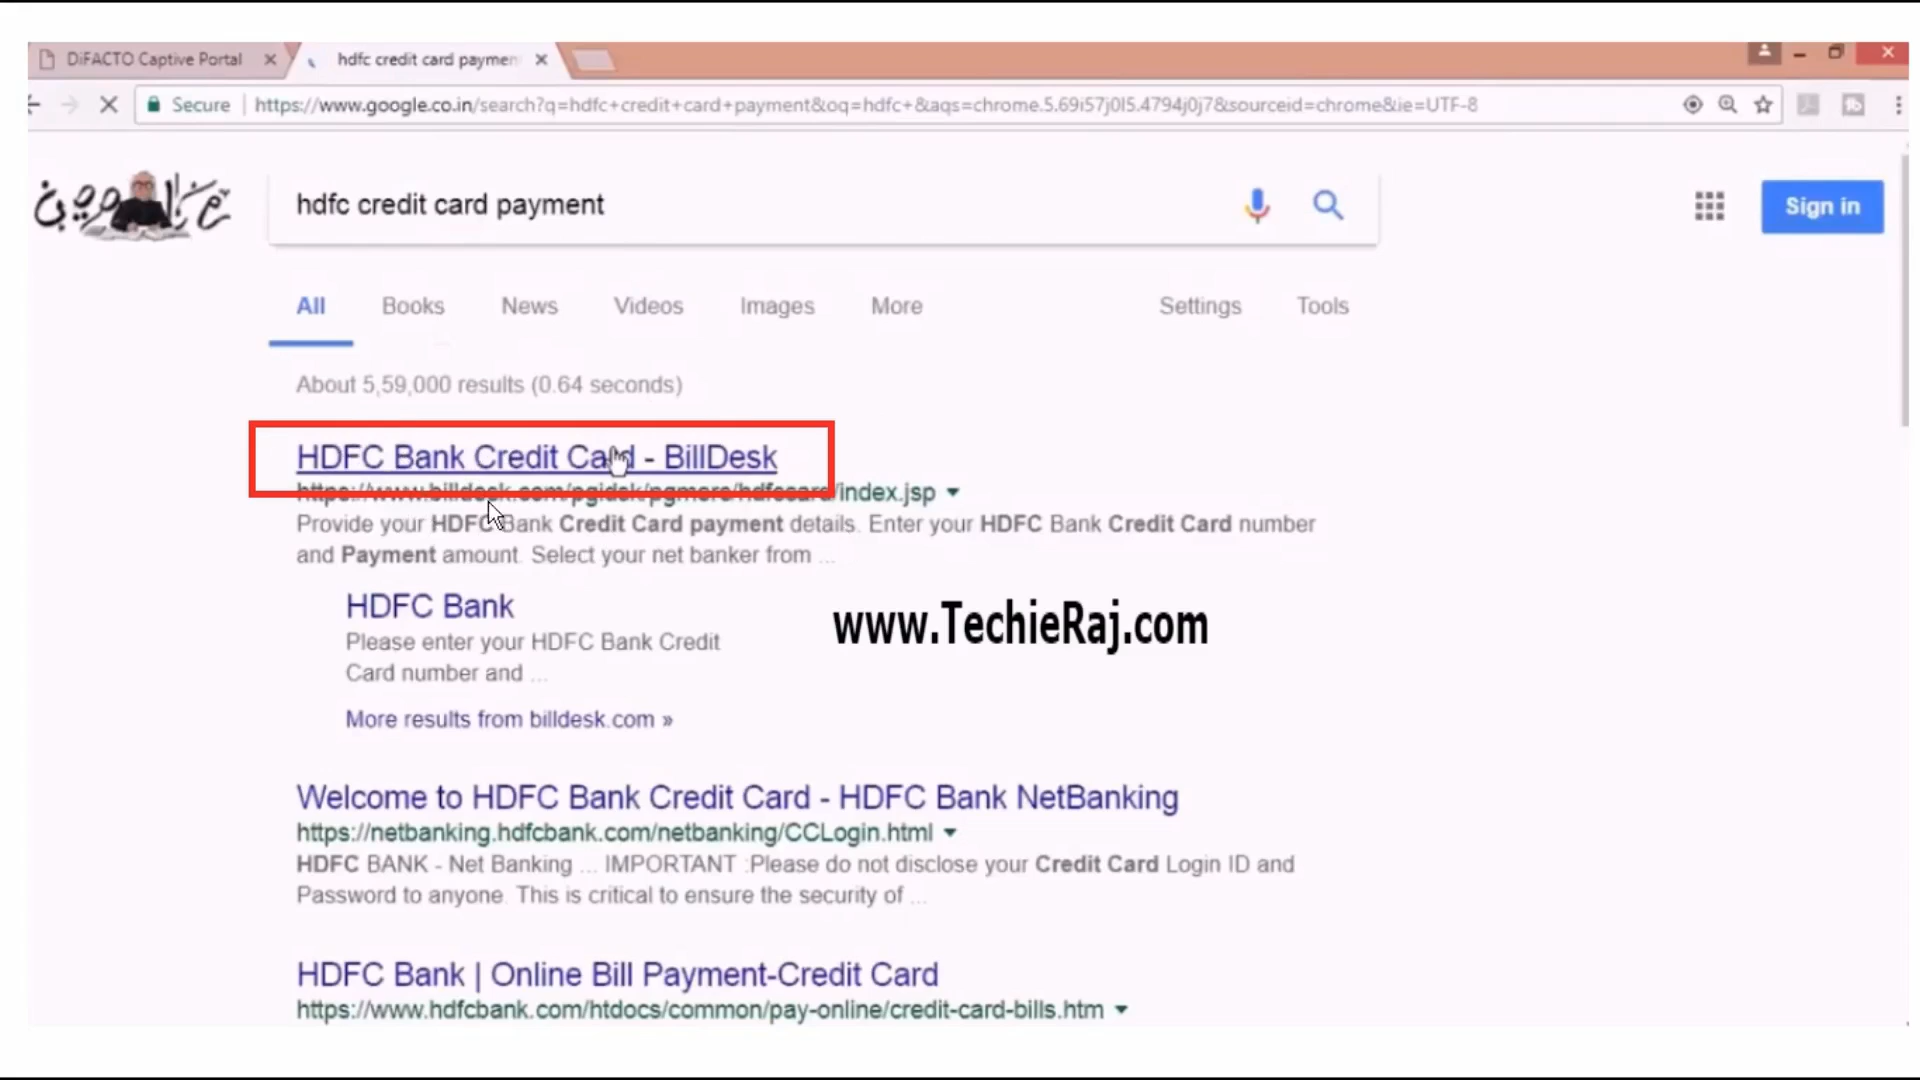 DiFACTO Captive Portal
hdfc credit card paymen
Secure
https://www.google.co.in/search?q=hdfc+credit+card+payment&oq=hdfc+&aqs=chrome.5.69i57j0l5.4794j0j7&sourceid=chrome&ie=UTF-8
hdfc credit card payment
Sign in
All Books News Videos Images More Settings Tools
About 5,59,000 results (0.64 seconds)
HDFC Bank Credit Card - BillDesk
https://www.billdesk.com/pgidsk/pgmerc/hdfccard/index.jsp
Provide your HDFC Bank Credit Card payment details. Enter your HDFC Bank Credit Card number
and Payment amount. Select your net banker from ...
HDFC Bank
Please enter your HDFC Bank Credit
Card number and ...
More results from billdesk.com »
www.TechieRaj.com
Welcome to HDFC Bank Credit Card - HDFC Bank NetBanking
https://netbanking.hdfcbank.com/netbanking/CCLogin.html
HDFC BANK - Net Banking ... IMPORTANT :Please do not disclose your Credit Card Login ID and
Password to anyone. This is critical to ensure the security of ...
HDFC Bank | Online Bill Payment-Credit Card
https://www.hdfcbank.com/htdocs/common/pay-online/credit-card-bills.htm